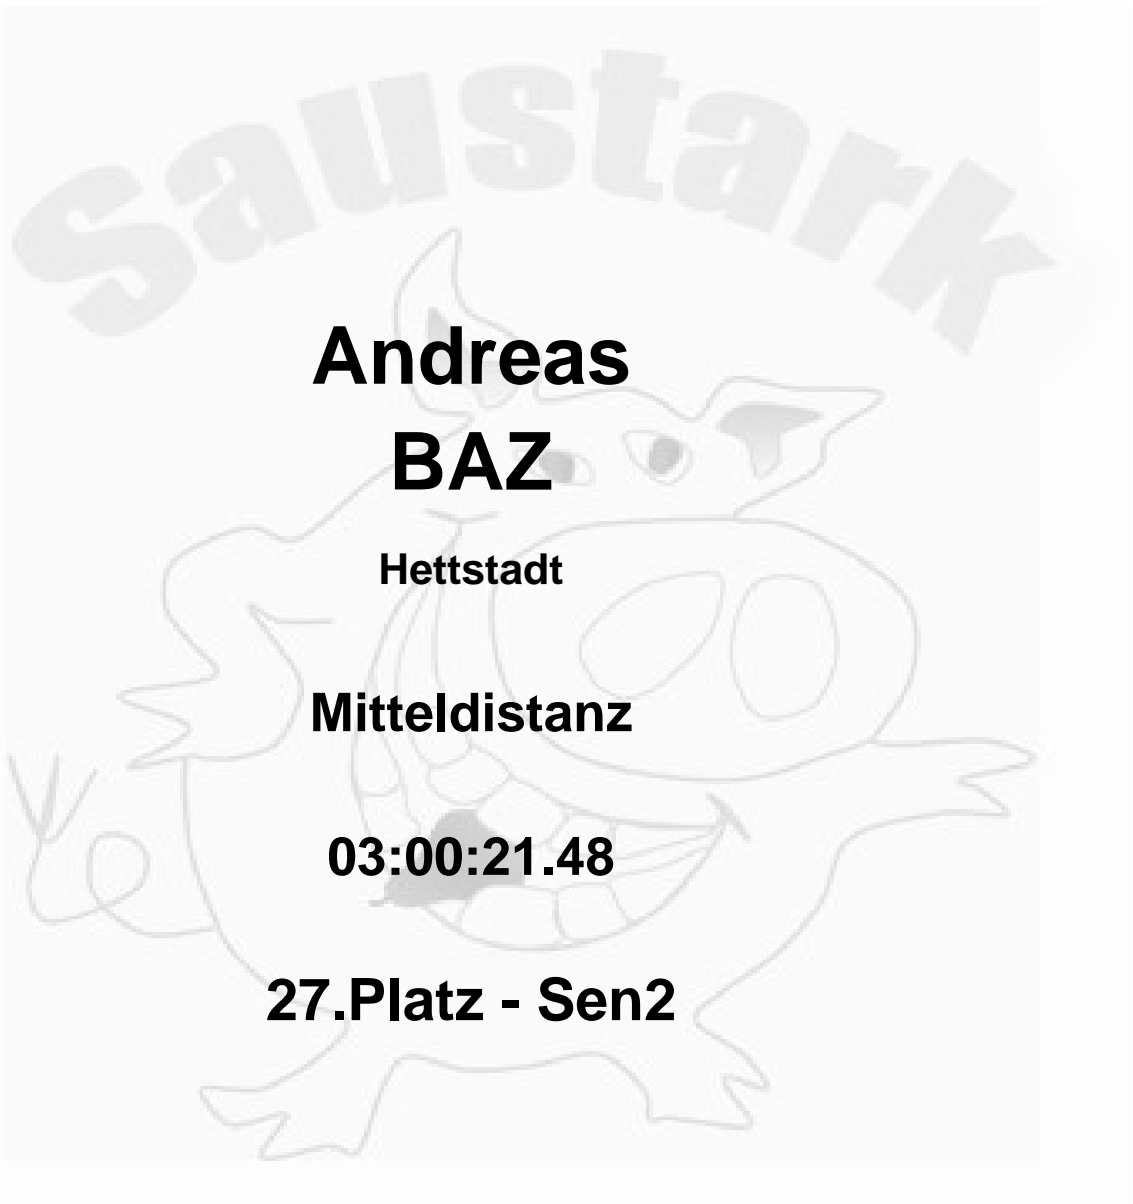 Saustark
Andreas
BAZ
Hettstadt
Mitteldistanz
03:00:21.48
27.Platz - Sen2